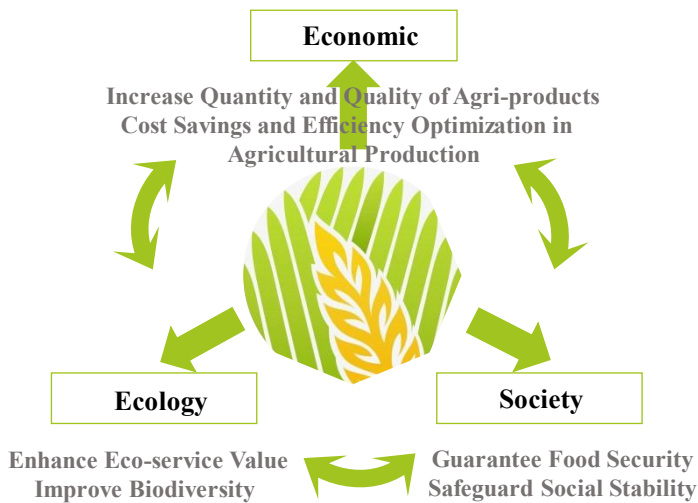 Economic
Increase Quantity and Quality of Agri-products
Cost Savings and Efficiency Optimization in
Agricultural Production
Ecology
Society
Enhance Eco-service Value
Improve Biodiversity
Guarantee Food Security
Safeguard Social Stability